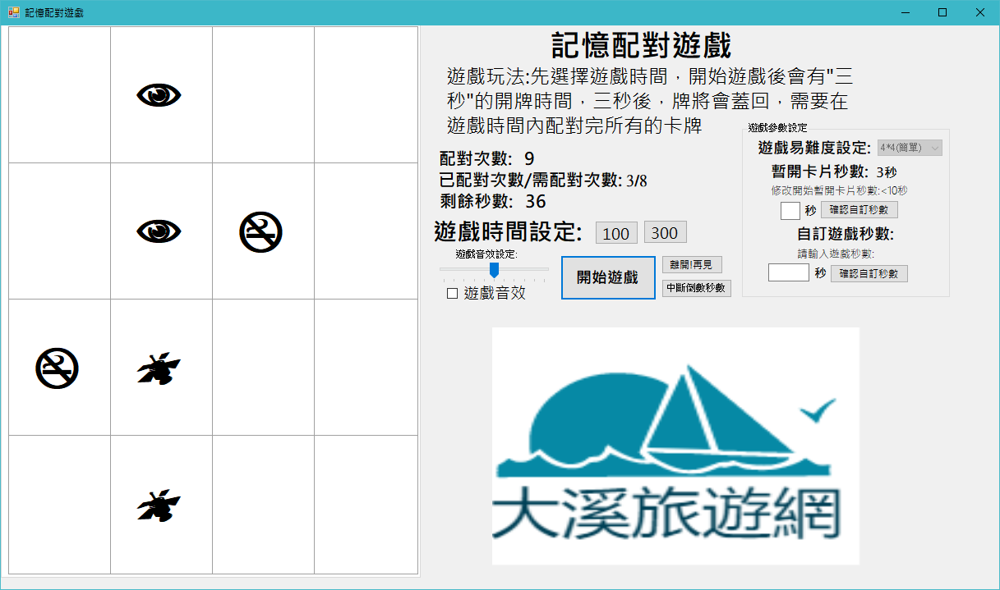 記憶配對遊戲
記憶配對遊戲
遊戲玩法:先選擇遊戲時間，開始遊戲後會有"三
秒"的開牌時間，三秒後，牌將會蓋回，需要在
遊戲時間內配對完所有的卡牌
配對次數: 9
已配對次數/需配對次數: 3/8
剩餘秒數: 36
遊戲時間設定: 100 300
遊戲音效設定:
遊戲音效
開始遊戲
離開!再見
中斷倒數秒數
遊戲參數設定
遊戲易難度設定: 4*4(簡單)
暫開卡片秒數: 3秒
修改開始暫開卡片秒數:<10秒
秒 確認自訂秒數
自訂遊戲秒數:
請輸入遊戲秒數:
秒 確認自訂秒數
大溪旅遊網